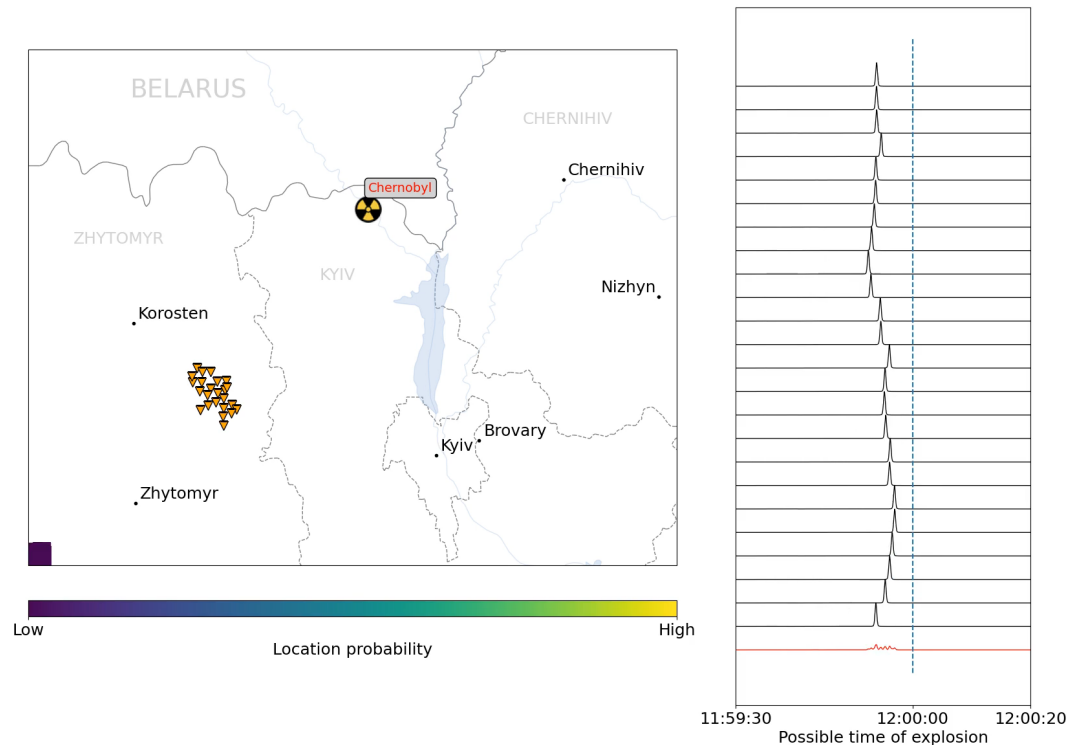 BELARUS
CHERNIHIV
Chernihiv
Chernobyl
ZHYTOMYR
KYIV
Nizhyn
Korosten
Brovary
Kyiv
Zhytomyr
Low
High
Location probability
11:59:30
12:00:00
12:00:20
Possible time of explosion